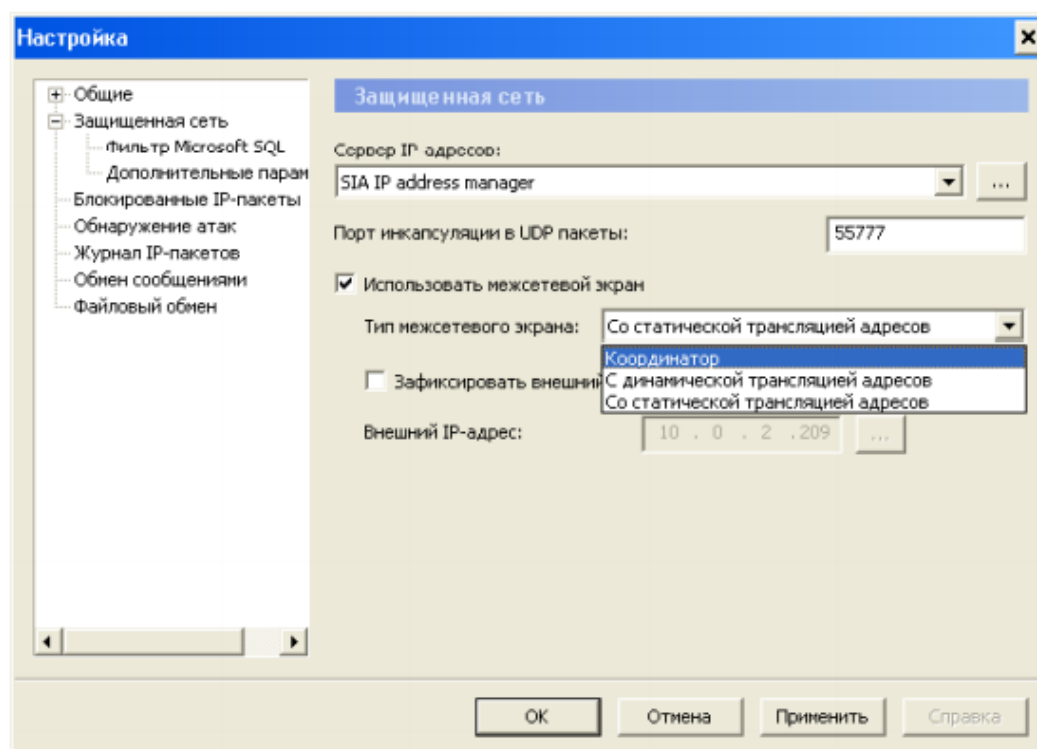 Настройка
Общие
Защищенная сеть
Фильтр Microsoft SQL
Дополнительные парам
Блокированные IP-пакеты
Обнаружение атак
Журнал IP-пакетов
Обмен сообщениями
Файловый обмен
Защищенная сеть
Сервер IP-адресов:
SIA IP address manager
...
Порт инкапсуляции в UDP пакеты:
55777
Использовать межсетевой экран
Тип межсетевого экрана:
Со статической трансляцией адресов
Координатор
С динамической трансляцией адресов
Со статической трансляцией адресов
Зафиксировать внешний
Внешний IP-адрес:
10 . 0 . 2 . 209
...
OK
Отмена
Применить
Справка